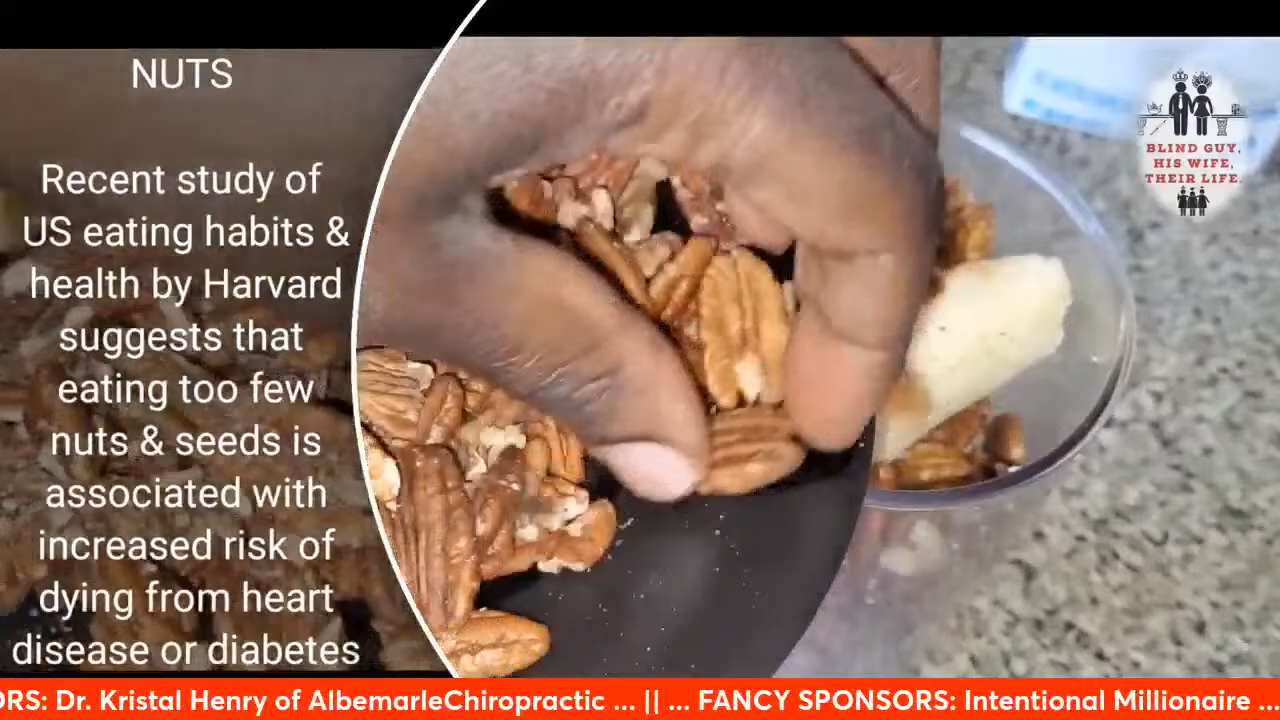 NUTS
Recent study of
US eating habits &
health by Harvard
suggests that
eating too few
nuts & seeds is
associated with
increased risk of
dying from heart
disease or diabetes
BLIND GUY,
HIS WIFE,
THEIR LIFE.
ORS: Dr. Kristal Henry of AlbemarleChiropractic ... || ... FANCY SPONSORS: Intentional Millionaire ...